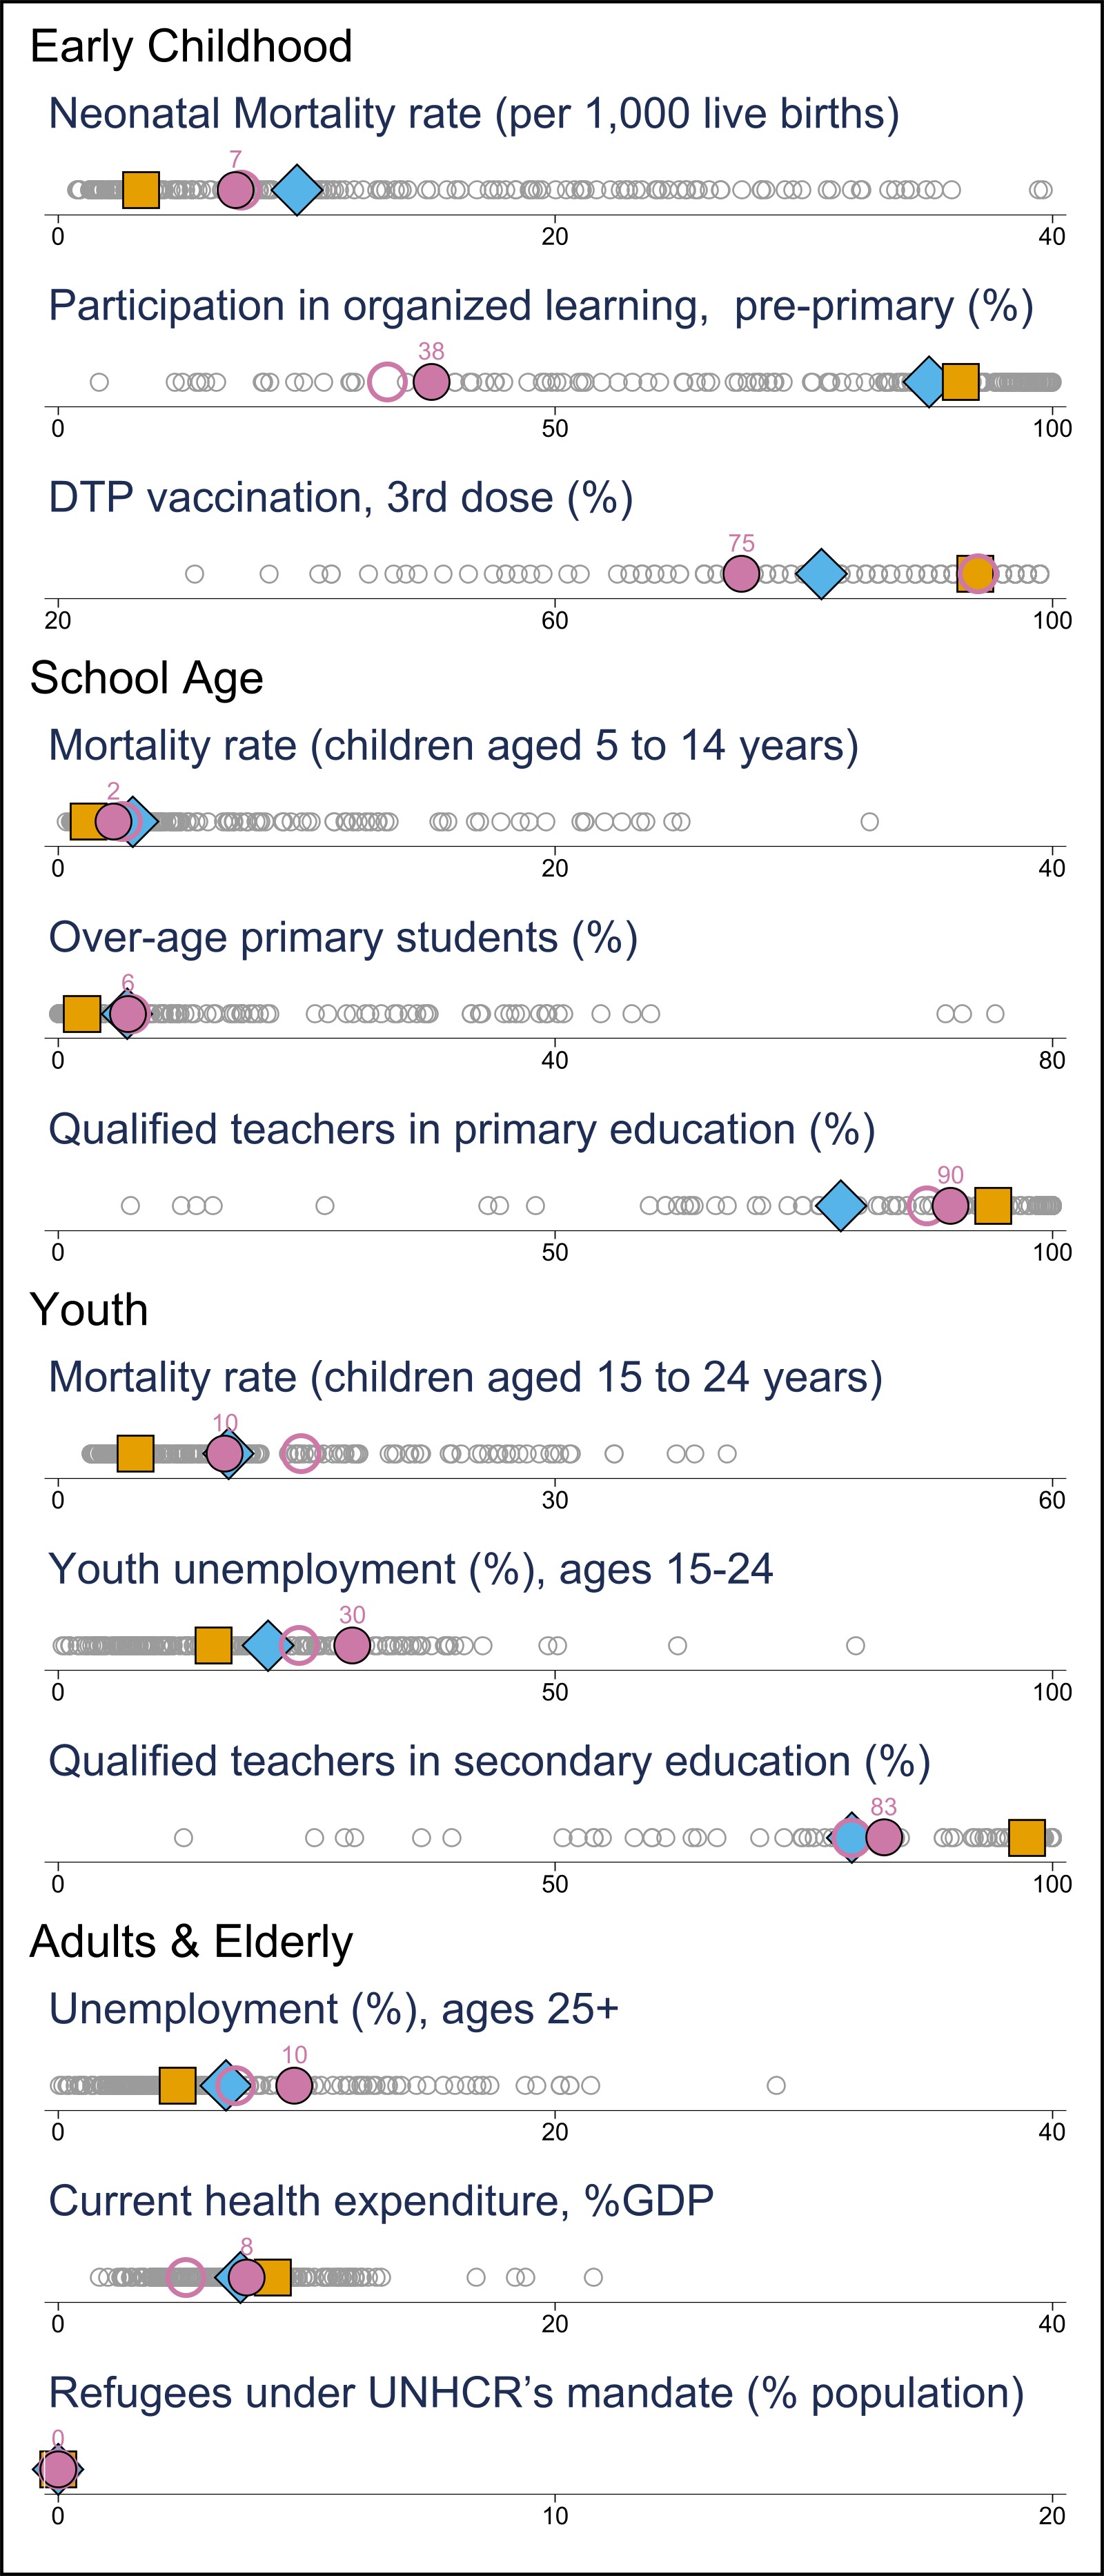 Early Childhood
Neonatal Mortality rate (per 1,000 live births)
7
0 20 40
Participation in organized learning,  pre-primary (%)
38
0 50 100
DTP vaccination, 3rd dose (%)
75
20 60 100
School Age
Mortality rate (children aged 5 to 14 years)
2
0 20 40
Over-age primary students (%)
6
0 40 80
Qualified teachers in primary education (%)
90
0 50 100
Youth
Mortality rate (children aged 15 to 24 years)
10
0 30 60
Youth unemployment (%), ages 15-24
30
0 50 100
Qualified teachers in secondary education (%)
83
0 50 100
Adults & Elderly
Unemployment (%), ages 25+
10
0 20 40
Current health expenditure, %GDP
8
0 20 40
Refugees under UNHCR’s mandate (% population)
0
0 10 20